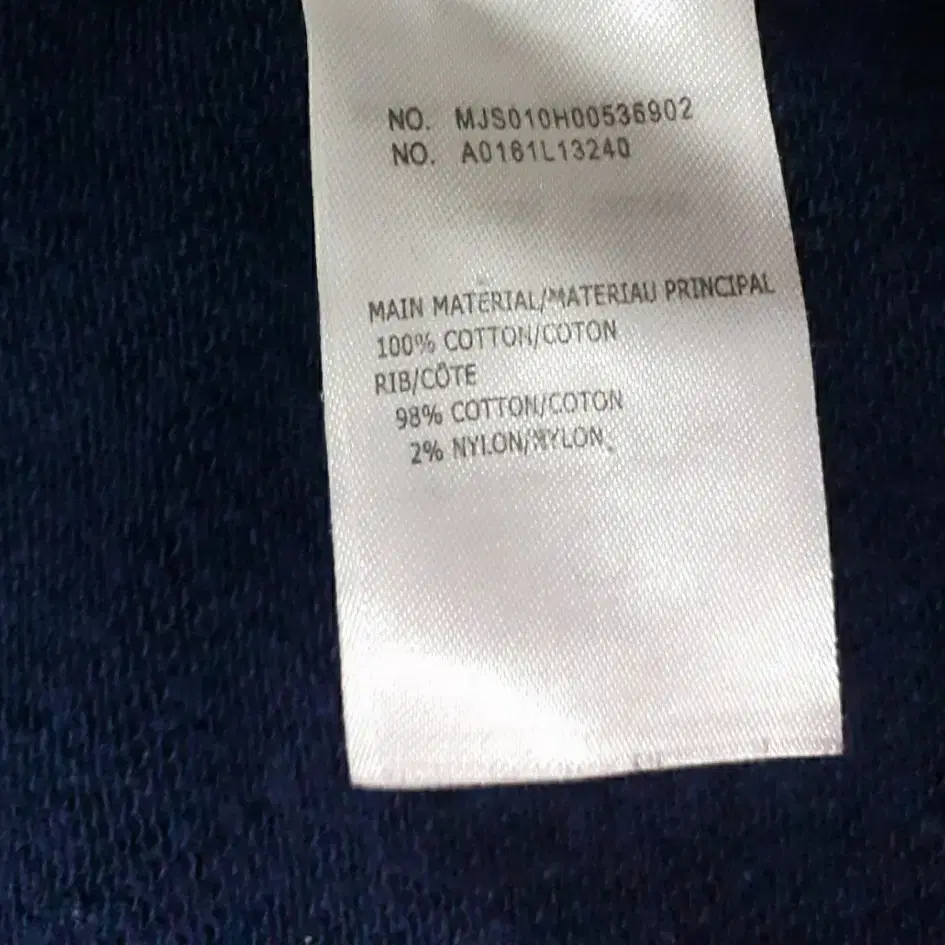 NO. MJS010H00536902
NO. A0161L13240
MAIN MATERIAL/MATERIAU PRINCIPAL
100% COTTON/COTON
RIB/CÔTE
98% COTTON/COTON
2% NYLON/NYLON